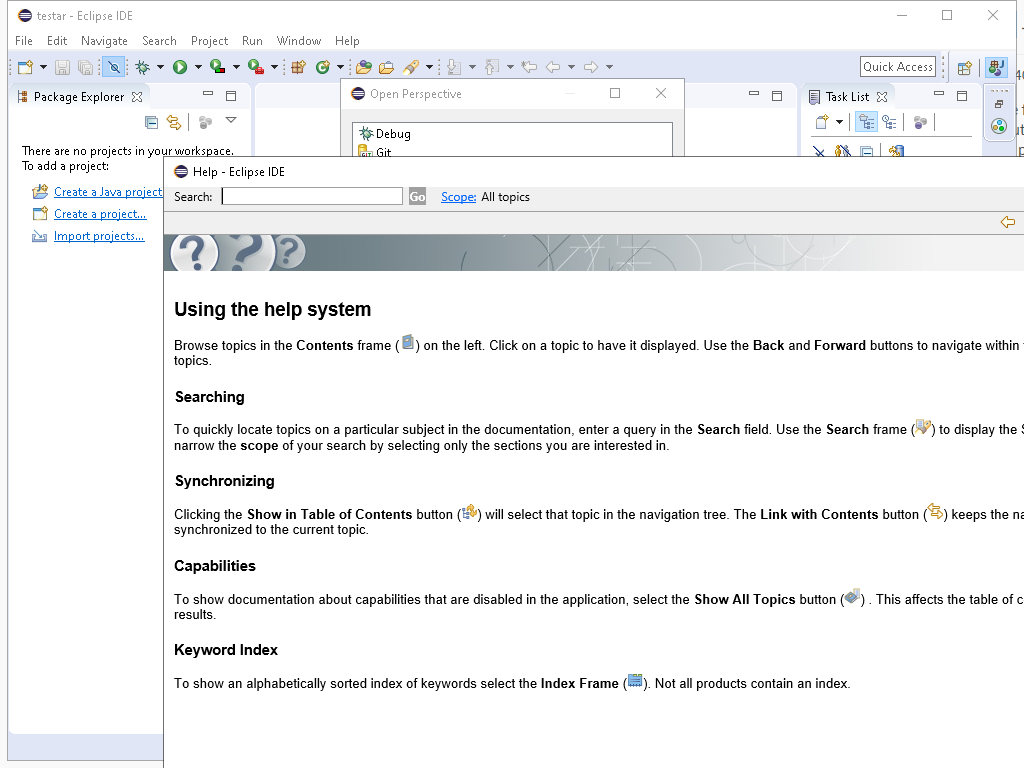 testar - Eclipse IDE
File Edit Navigate Search Project Run Window Help
Quick Access
Package Explorer
Open Perspective
Task List
There are no projects in your workspace.
To add a project:
Create a Java project
Create a project...
Import projects...
Debug
Git
Help - Eclipse IDE
Search: Go Scope: All topics
Using the help system
Browse topics in the Contents frame ( ) on the left. Click on a topic to have it displayed. Use the Back and Forward buttons to navigate within
topics.
Searching
To quickly locate topics on a particular subject in the documentation, enter a query in the Search field. Use the Search frame ( ) to display the
narrow the scope of your search by selecting only the sections you are interested in.
Synchronizing
Clicking the Show in Table of Contents button ( ) will select that topic in the navigation tree. The Link with Contents button ( ) keeps the
synchronized to the current topic.
Capabilities
To show documentation about capabilities that are disabled in the application, select the Show All Topics button ( ) . This affects the table of
results.
Keyword Index
To show an alphabetically sorted index of keywords select the Index Frame ( ). Not all products contain an index.